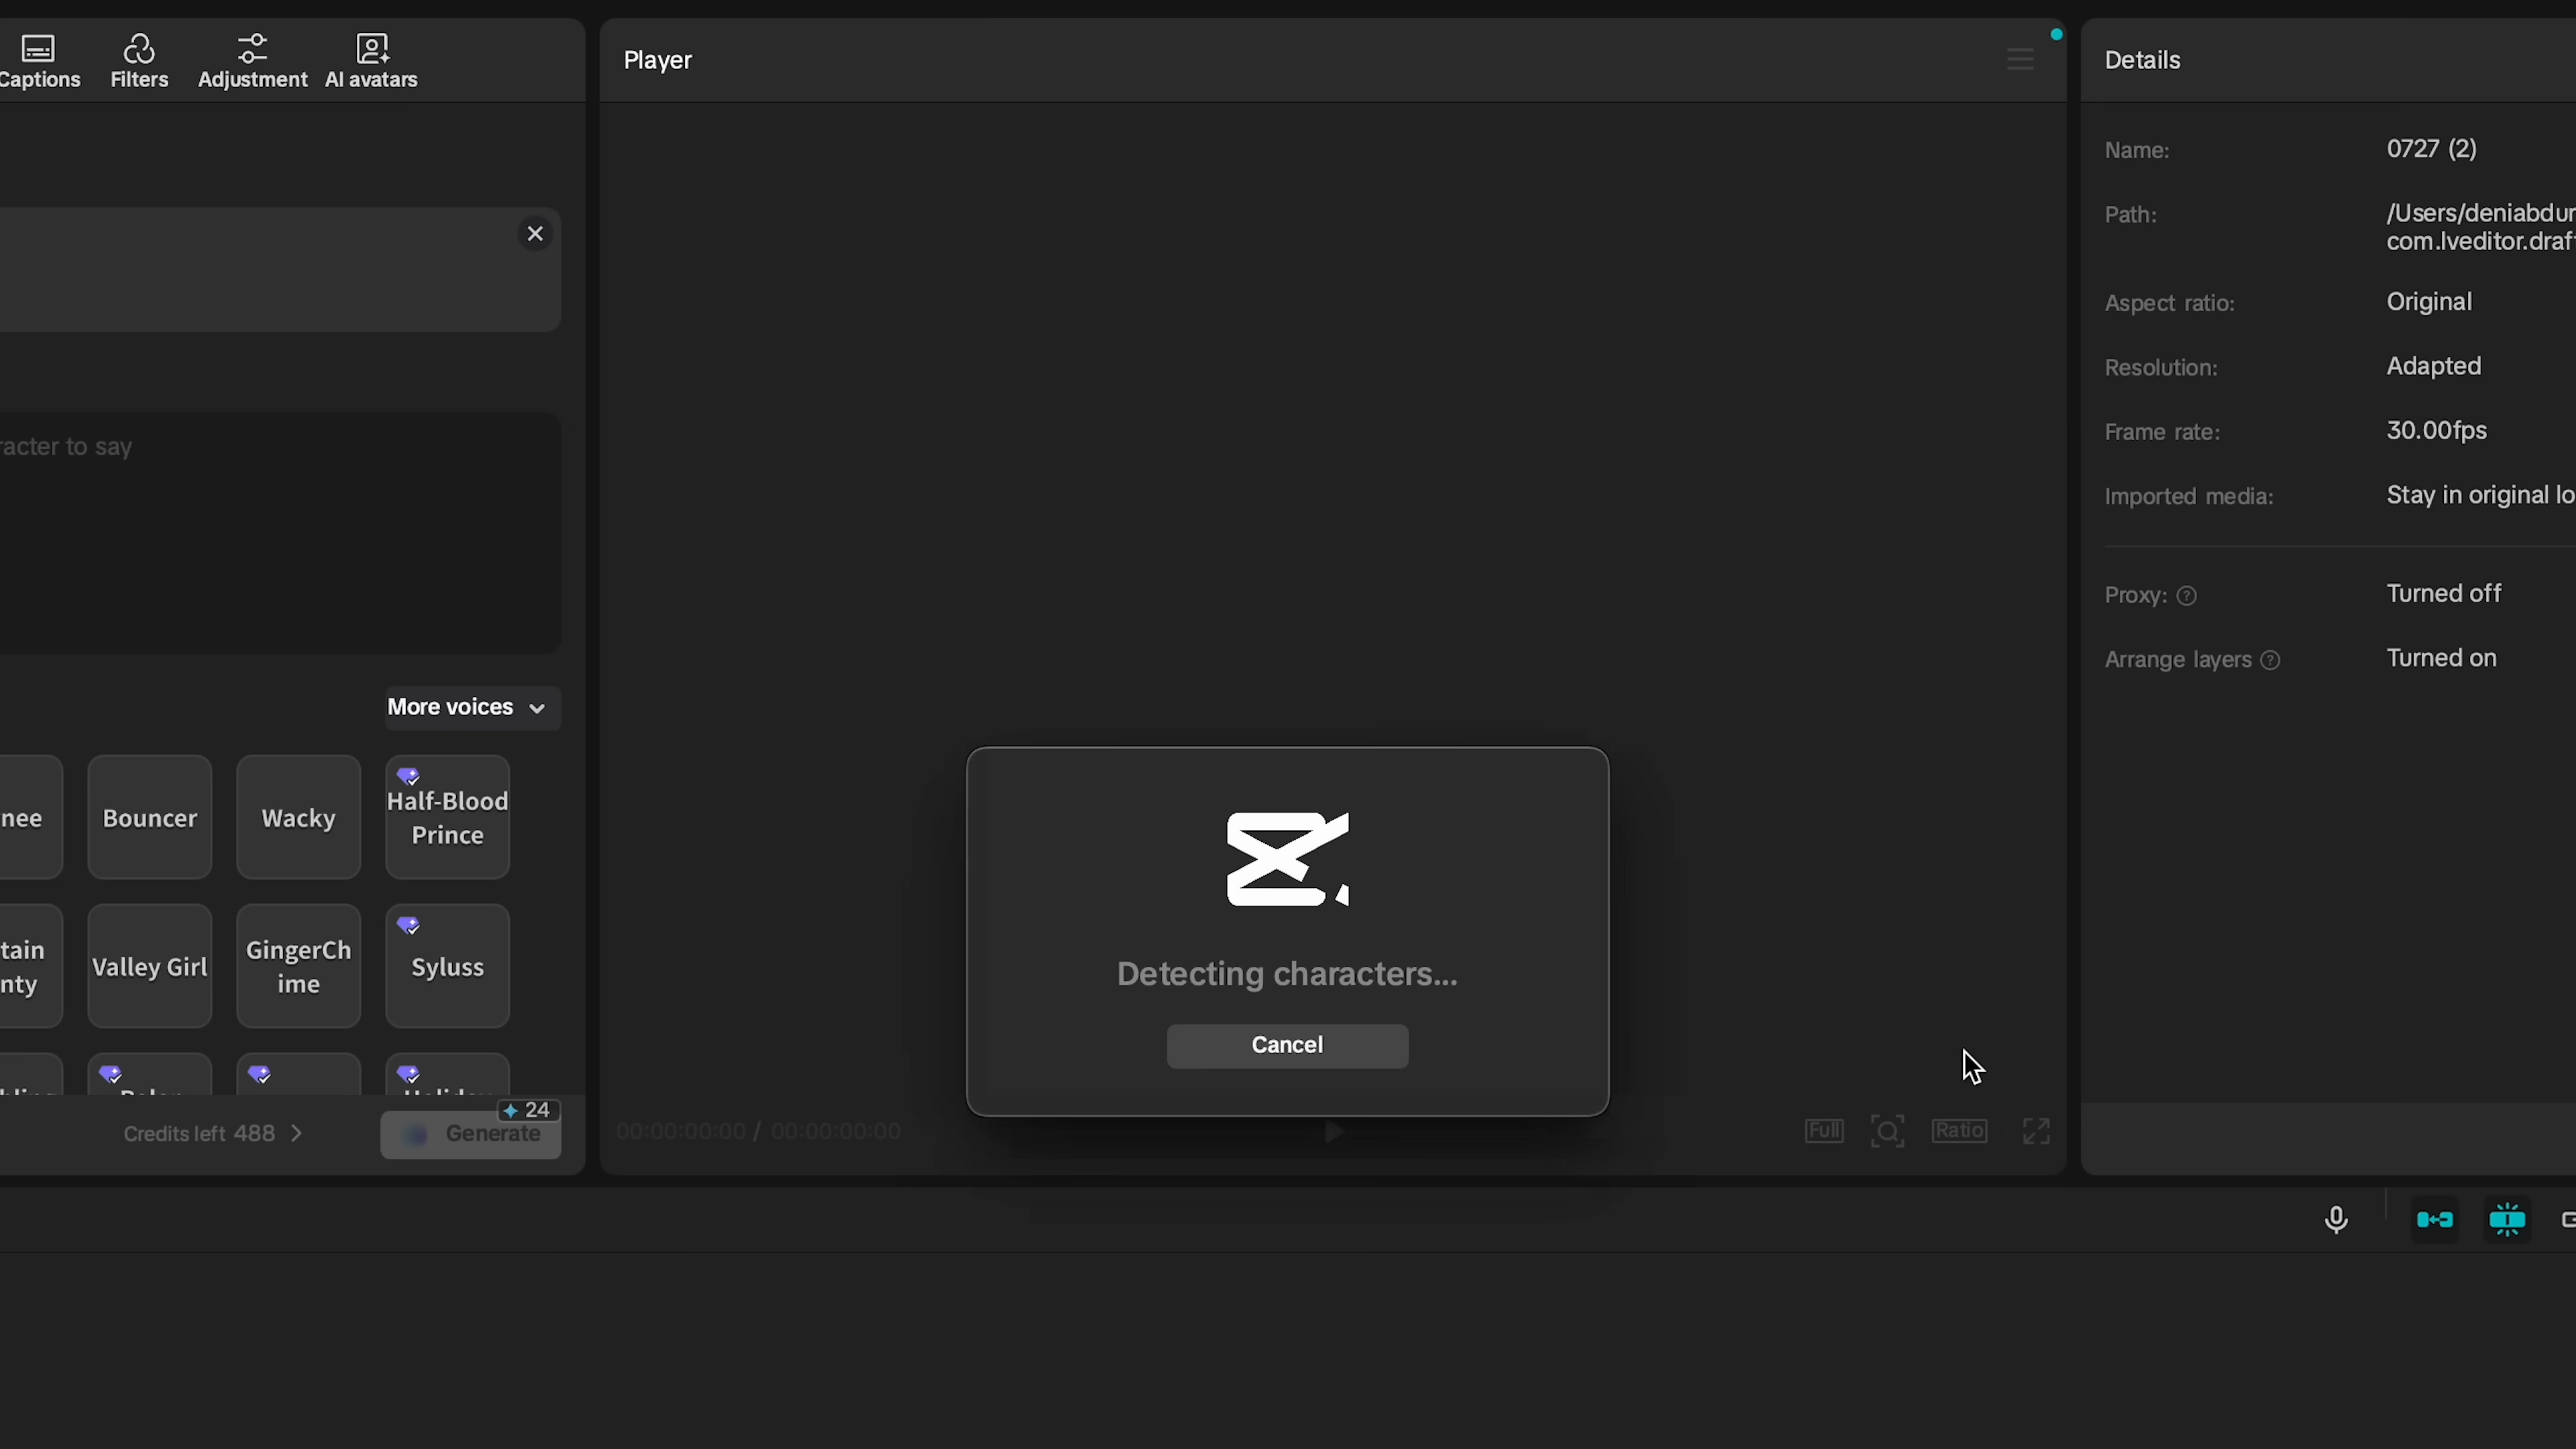 Captions
Filters
Adjustment
AI avatars
Player
Details
Name:
0727 (2)
Path:
/Users/deniabdur
com.lveditor.draf
Aspect ratio:
Original
Resolution:
Adapted
Frame rate:
30.00fps
Imported media:
Stay in original lo
Proxy:
Turned off
Arrange layers
Turned on
racter to say
More voices
nee
Bouncer
Wacky
Half-Blood
Prince
tain
nty
Valley Girl
GingerCh
ime
Syluss
24
Credits left 488
Generate
Detecting characters...
Cancel
00:00:00:00 / 00:00:00:00
Full
Ratio